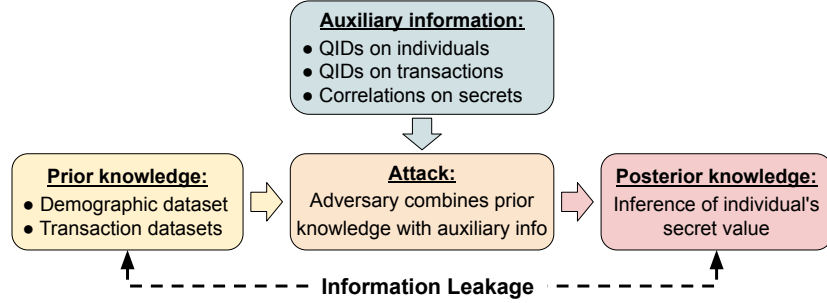 Auxiliary information:
● QIDs on individuals
● QIDs on transactions
● Correlations on secrets
Prior knowledge:
● Demographic dataset
● Transaction datasets
Attack:
Adversary combines prior
knowledge with auxiliary info
Posterior knowledge:
Inference of individual's
secret value
Information Leakage